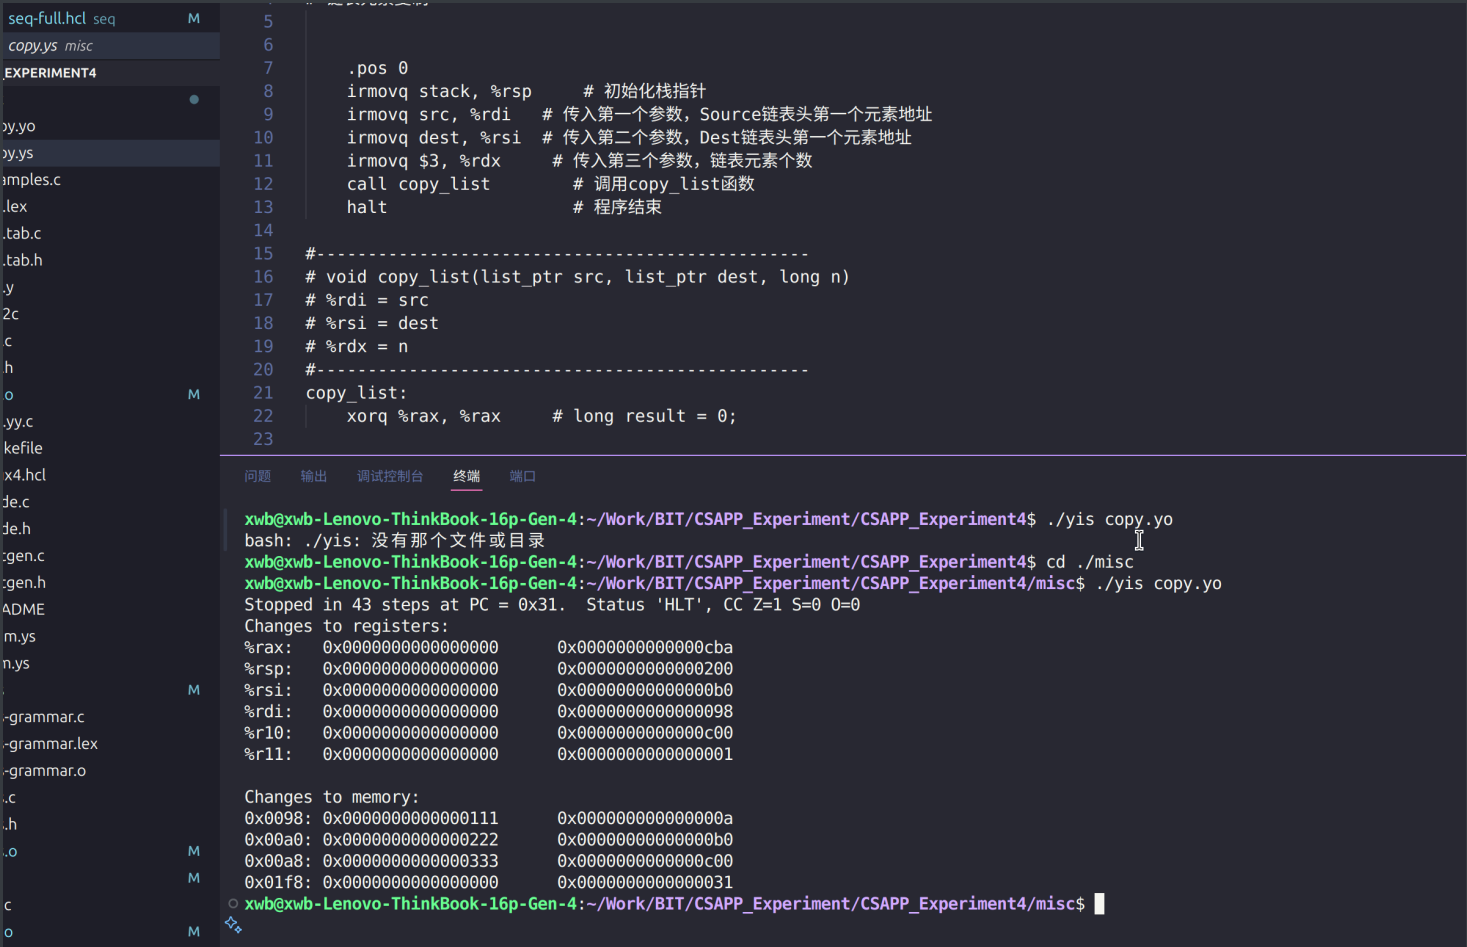 seq-full.hcl seq M
copy.ys misc
_EXPERIMENT4
py.yo
py.ys
amples.c
.lex
.tab.c
.tab.h
.y
2c
.c
.h
.o M
.yy.c
kefile
ix4.hcl
de.c
de.h
cgen.c
cgen.h
ADME
m.ys
n.ys
M
-grammar.c
-grammar.lex
-grammar.o
.c
.h
.o M
M
c
o M
5
6
7 .pos 0
8 irmovq stack, %rsp # 初始化栈指针
9 irmovq src, %rdi # 传入第一个参数，Source链表头第一个元素地址
10 irmovq dest, %rsi # 传入第二个参数，Dest链表头第一个元素地址
11 irmovq $3, %rdx # 传入第三个参数，链表元素个数
12 call copy_list # 调用copy_list函数
13 halt # 程序结束
14
15 #------------------------------------------------
16 # void copy_list(list_ptr src, list_ptr dest, long n)
17 # %rdi = src
18 # %rsi = dest
19 # %rdx = n
20 #------------------------------------------------
21 copy_list:
22 xorq %rax, %rax # long result = 0;
23
问题 输出 调试控制台 终端 端口
xwb@xwb-Lenovo-ThinkBook-16p-Gen-4:~/Work/BIT/CSAPP_Experiment/CSAPP_Experiment4$ ./yis copy.yo
bash: ./yis: 没有那个文件或目录
xwb@xwb-Lenovo-ThinkBook-16p-Gen-4:~/Work/BIT/CSAPP_Experiment/CSAPP_Experiment4$ cd ./misc
xwb@xwb-Lenovo-ThinkBook-16p-Gen-4:~/Work/BIT/CSAPP_Experiment/CSAPP_Experiment4/misc$ ./yis copy.yo
Stopped in 43 steps at PC = 0x31.  Status 'HLT', CC Z=1 S=0 O=0
Changes to registers:
%rax:   0x0000000000000000      0x0000000000000cba
%rsp:   0x0000000000000000      0x0000000000000200
%rsi:   0x0000000000000000      0x00000000000000b0
%rdi:   0x0000000000000000      0x0000000000000098
%r10:   0x0000000000000000      0x0000000000000c00
%r11:   0x0000000000000000      0x0000000000000001
Changes to memory:
0x0098: 0x0000000000000111      0x000000000000000a
0x00a0: 0x0000000000000222      0x00000000000000b0
0x00a8: 0x0000000000000333      0x0000000000000c00
0x01f8: 0x0000000000000000      0x0000000000000031
xwb@xwb-Lenovo-ThinkBook-16p-Gen-4:~/Work/BIT/CSAPP_Experiment/CSAPP_Experiment4/misc$